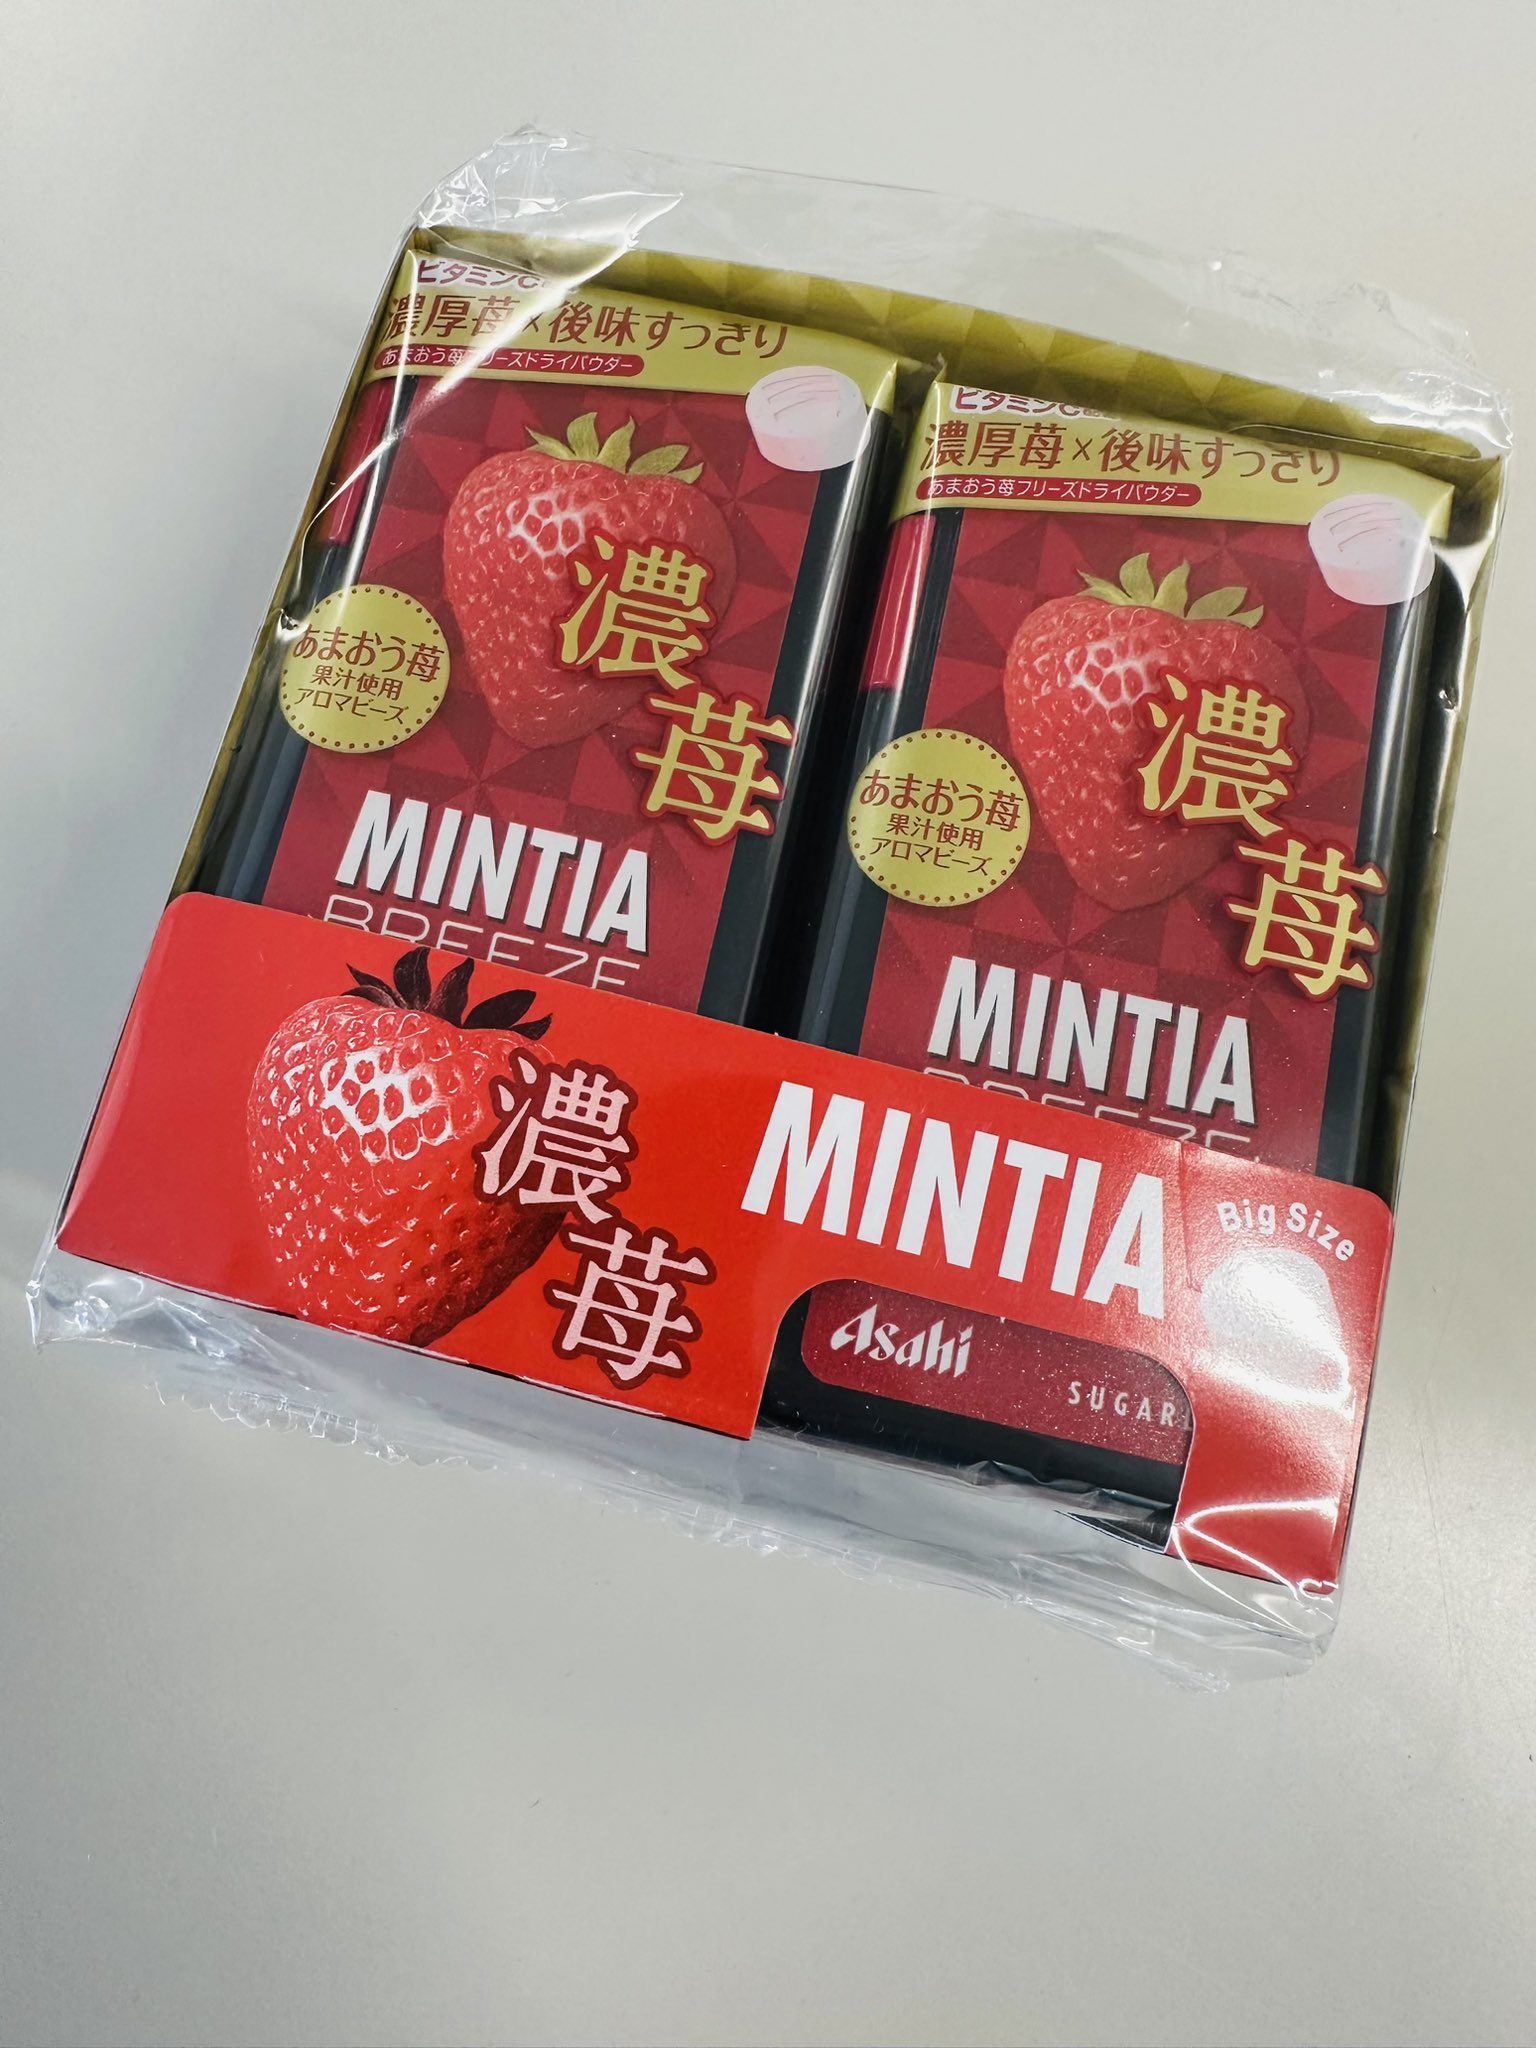 ビタミンC
濃厚苺×後味すっきり
あまおう苺フリーズドライパウダー
濃苺
あまおう苺
果汁使用
アロマビーズ
MINTIA
BREEZE
ビタミンC
濃厚苺×後味すっきり
あまおう苺フリーズドライパウダー
濃苺
あまおう苺
果汁使用
アロマビーズ
MINTIA
BREEZE
濃苺
MINTIA
Big Size
Asahi
SUGAR